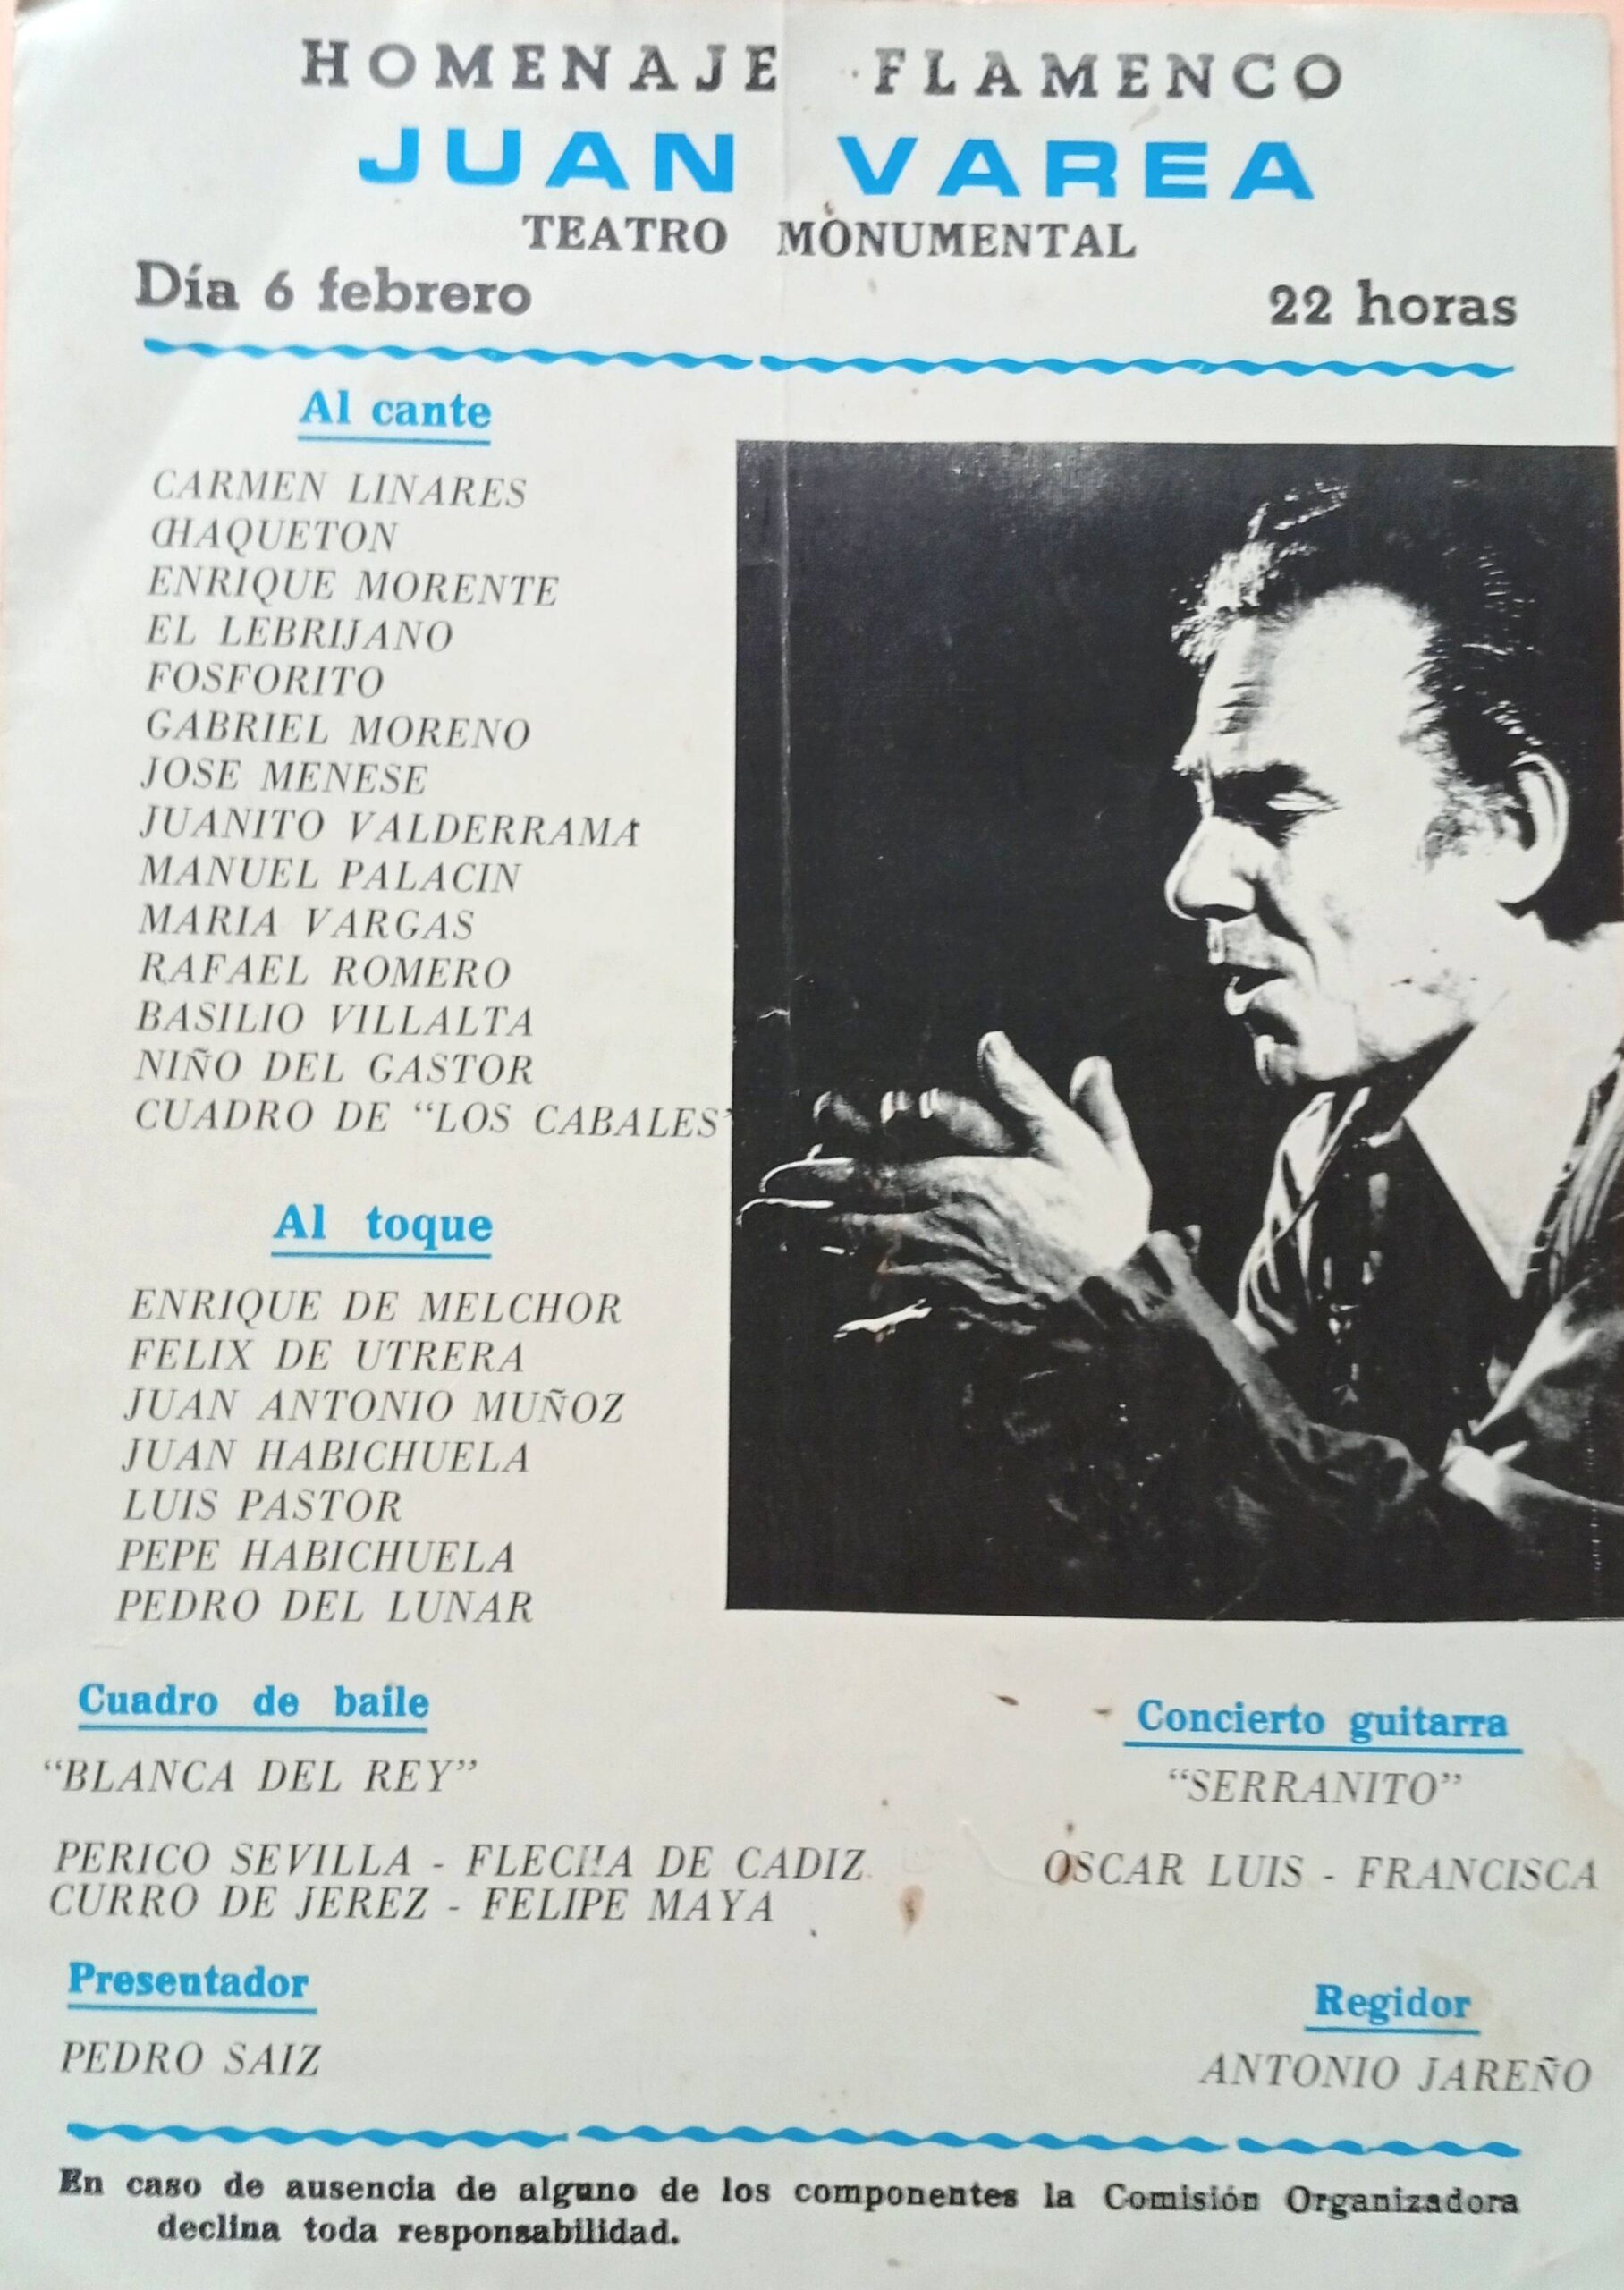 HOMENAJE FLAMENCO
JUAN VAREA
TEATRO MONUMENTAL
Día 6 febrero 22 horas
Al cante
CARMEN LINARES
CHAQUETON
ENRIQUE MORENTE
EL LEBRIJANO
FOSFORITO
GABRIEL MORENO
JOSE MENESE
JUANITO VALDERRAMA
MANUEL PALACIN
MARIA VARGAS
RAFAEL ROMERO
BASILIO VILLALTA
NIÑO DEL GASTOR
CUADRO DE “LOS CABALES”
Al toque
ENRIQUE DE MELCHOR
FELIX DE UTRERA
JUAN ANTONIO MUÑOZ
JUAN HABICHUELA
LUIS PASTOR
PEPE HABICHUELA
PEDRO DEL LUNAR
Cuadro de baile
“BLANCA DEL REY”
PERICO SEVILLA - FLECHA DE CADIZ
CURRO DE JEREZ - FELIPE MAYA
Concierto guitarra
“SERRANITO”
OSCAR LUIS - FRANCISCA
Presentador
PEDRO SAIZ
Regidor
ANTONIO JAREÑO
En caso de ausencia de alguno de los componentes la Comisión Organizadora
declina toda responsabilidad.